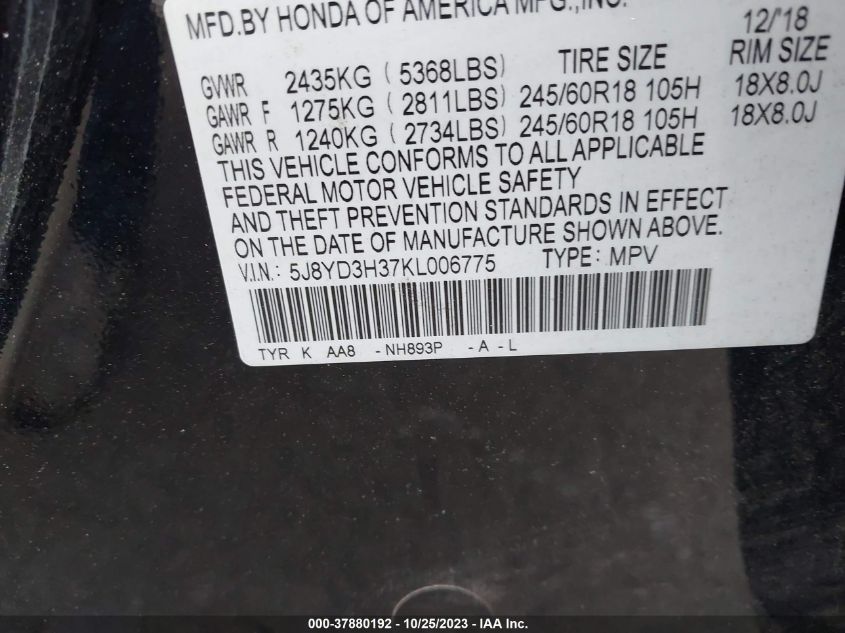 MFD.BY HONDA OF AMERICA MFG.,INC. 12/'18
GVWR 2435KG ( 5368LBS) TIRE SIZE RIM SIZE
GAWR F 1275KG ( 2811LBS) 245/60R18 105H 18X8.0J
GAWR R 1240KG ( 2734LBS) 245/60R18 105H 18X8.0J
THIS VEHICLE CONFORMS TO ALL APPLICABLE
FEDERAL MOTOR VEHICLE SAFETY
AND THEFT PREVENTION STANDARDS IN EFFECT
ON THE DATE OF MANUFACTURE SHOWN ABOVE.
V.I.N.: 5J8YD3H37KL006775 TYPE: MPV
TYR K AA8 -NH893P -A-L
000-37880192 - 10/25/2023 - IAA Inc.